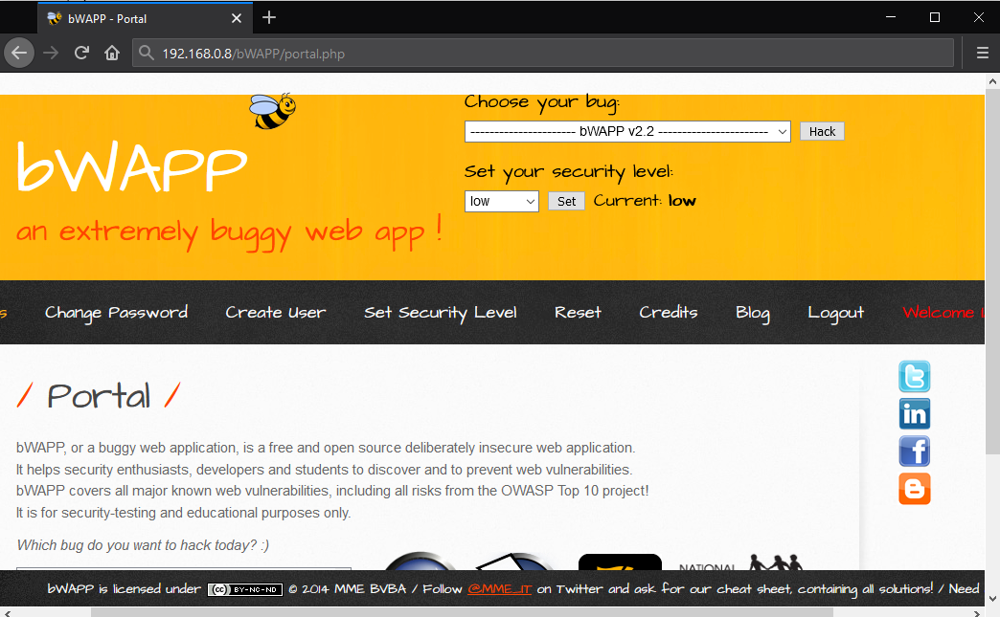 bWAPP - Portal
192.168.0.8/bWAPP/portal.php
Choose your bug:
---------------------- bWAPP v2.2 ---------------------- Hack
bWAPP
Set your security level:
low Set Current: low
an extremely buggy web app !
s Change Password Create User Set Security Level Reset Credits Blog Logout Welcome
/ Portal /
bWAPP, or a buggy web application, is a free and open source deliberately insecure web application.
It helps security enthusiasts, developers and students to discover and to prevent web vulnerabilities.
bWAPP covers all major known web vulnerabilities, including all risks from the OWASP Top 10 project!
It is for security-testing and educational purposes only.
Which bug do you want to hack today? :)
NATIONAL
bWAPP is licensed under (cc) BY-NC-ND © 2014 MME BVBA / Follow @MME_IT on Twitter and ask for our cheat sheet, containing all solutions! / Need